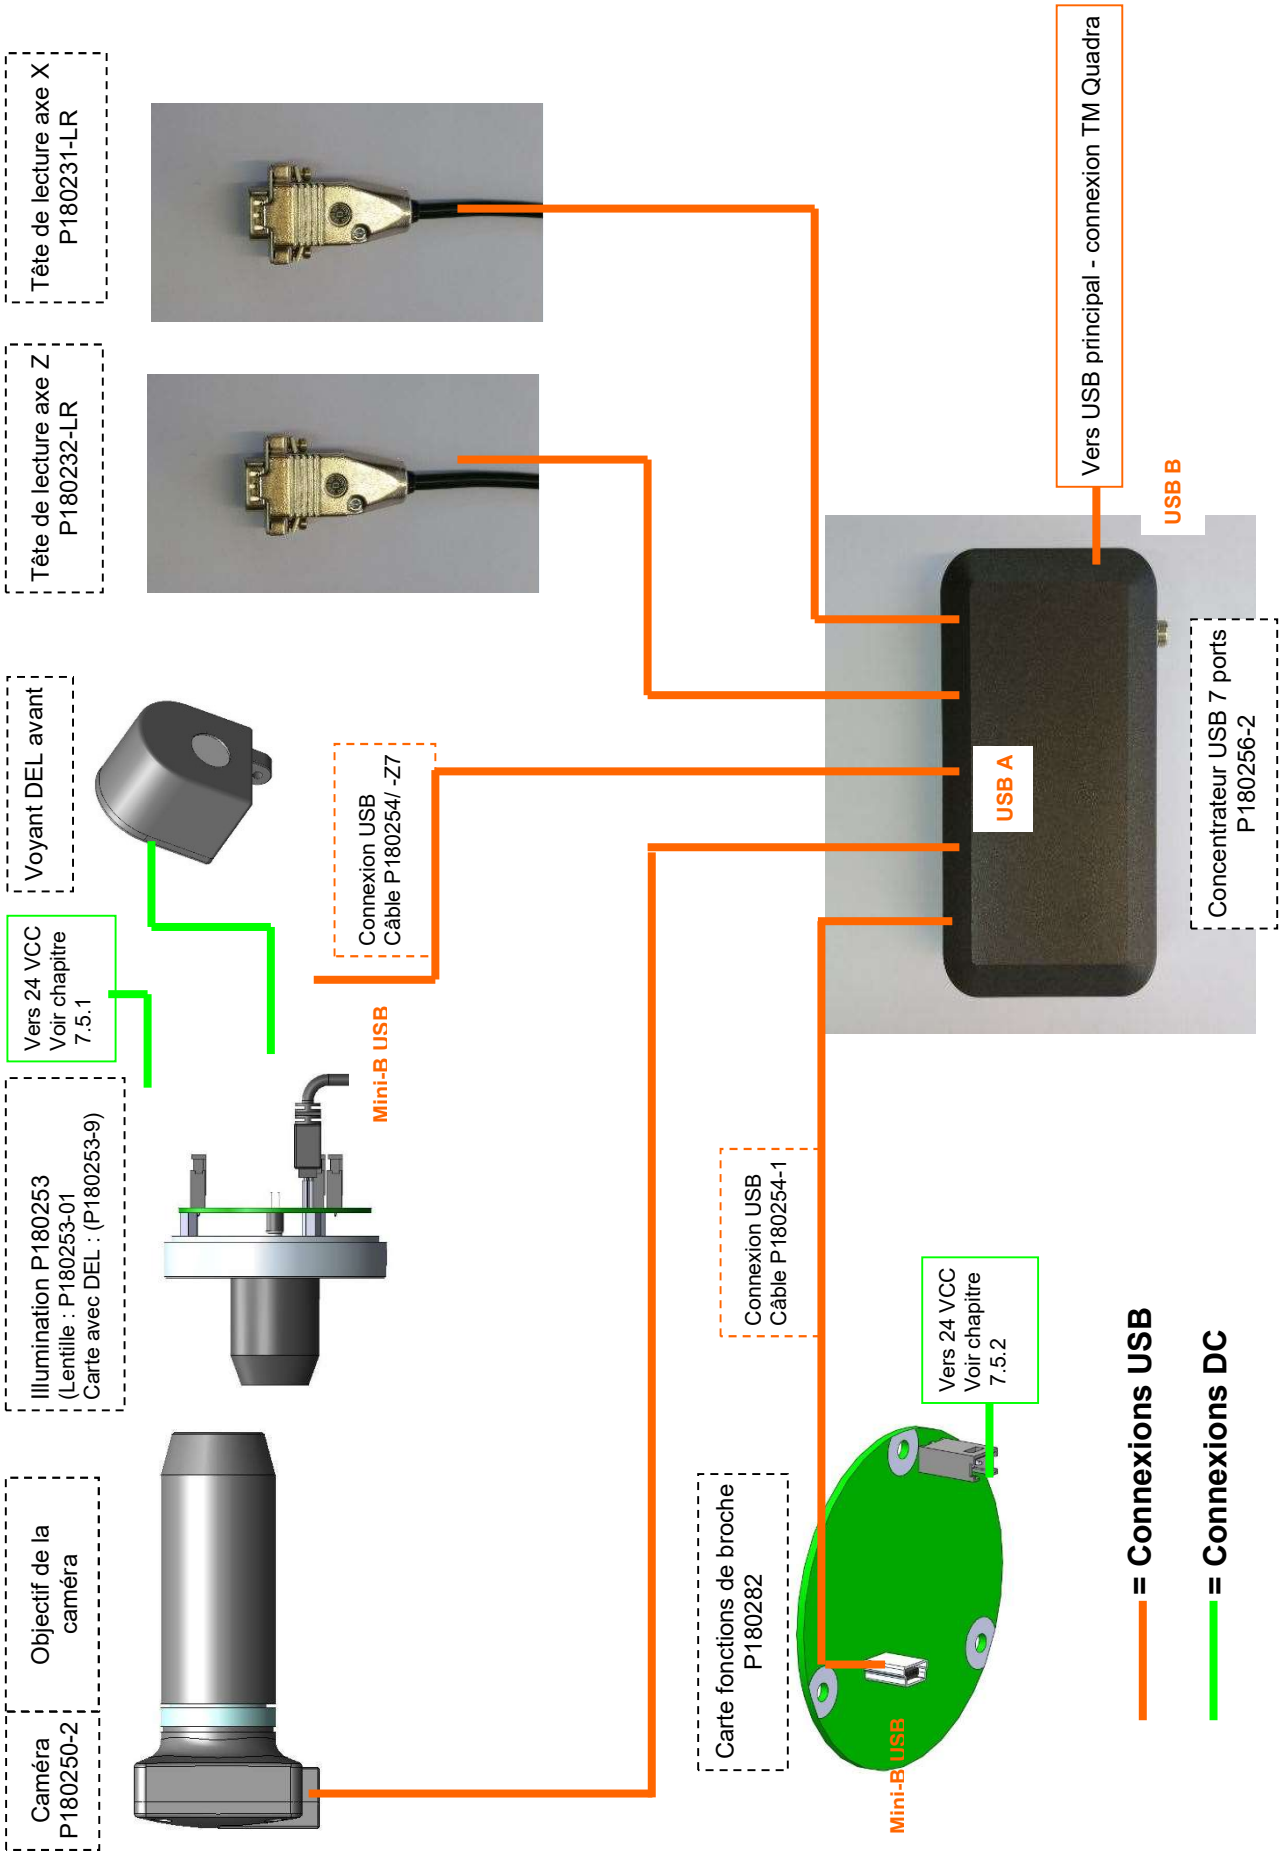 Caméra
P180250-2
Objectif de la
caméra
Illumination P180253
(Lentille : P180253-01
Carte avec DEL : (P180253-9)
Vers 24 VCC
Voir chapitre
7.5.1
Voyant DEL avant
Tête de lecture axe Z
P180232-LR
Tête de lecture axe X
P180231-LR
Mini-B USB
Connexion USB
Câble P180254/ -Z7
Carte fonctions de broche
P180282
Mini-B USB
Connexion USB
Câble P180254-1
Vers 24 VCC
Voir chapitre
7.5.2
USB A
USB B
Vers USB principal - connexion TM Quadra
Concentrateur USB 7 ports
P180256-2
= Connexions USB
= Connexions DC